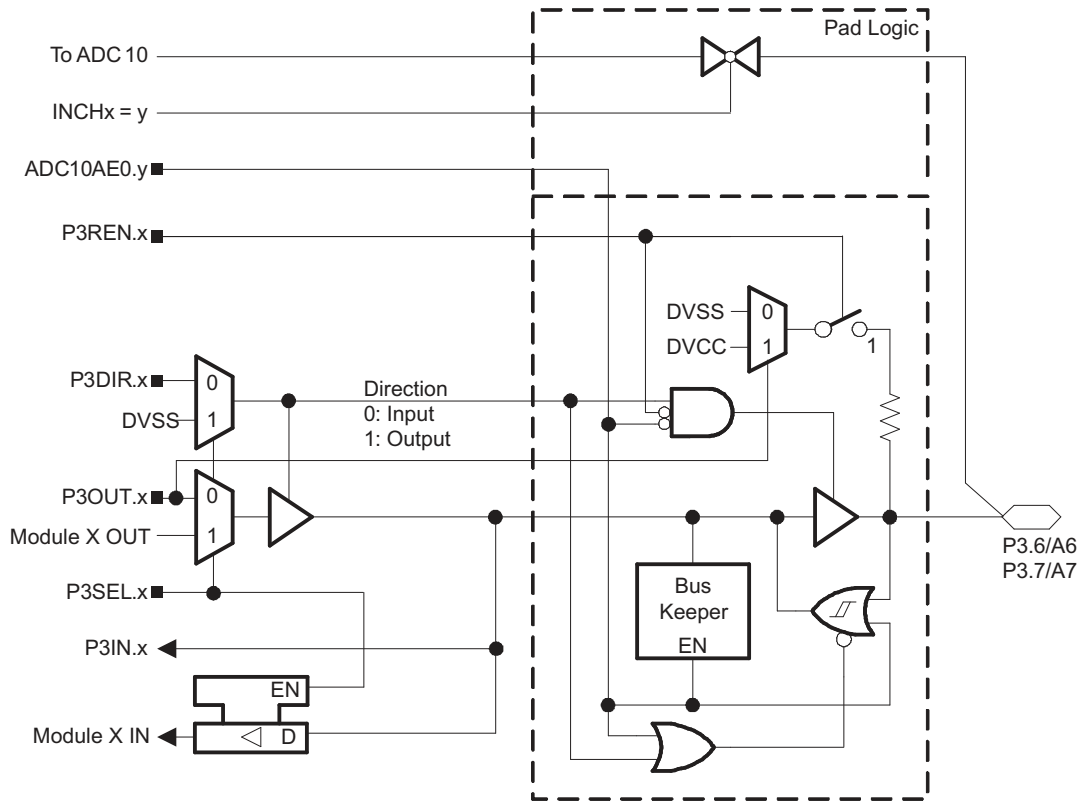 Pad Logic
To ADC 10
INCHx = y
ADC10AE0.y
P3REN.x
DVSS
0
DVCC
1
1
P3DIR.x
0
DVSS
1
Direction
0: Input
1: Output
P3OUT.x
0
Module X OUT
1
P3.6/A6
P3.7/A7
P3SEL.x
Bus
Keeper
EN
P3IN.x
EN
Module X IN
D